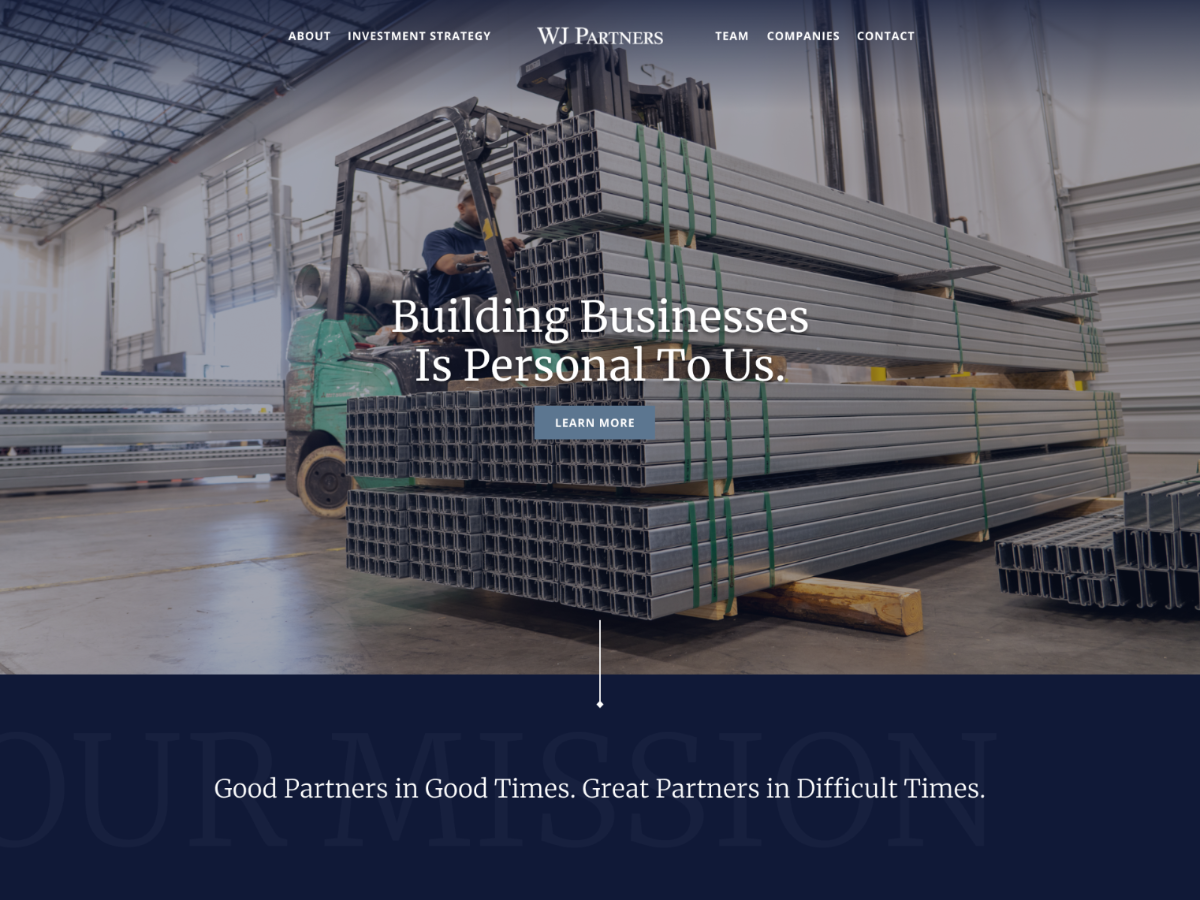 ABOUT INVESTMENT STRATEGY WJ PARTNERS TEAM COMPANIES CONTACT
Building Businesses
Is Personal To Us.
LEARN MORE
OUR MISSION
Good Partners in Good Times. Great Partners in Difficult Times.